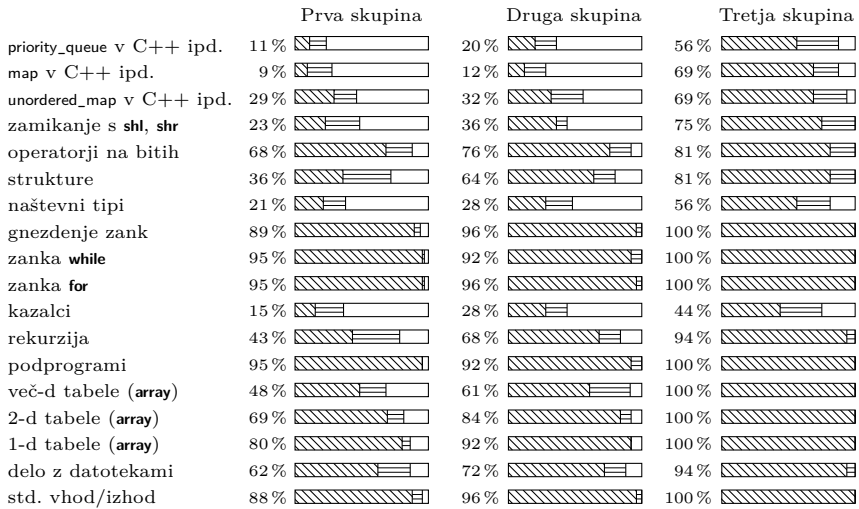 Prva skupina Druga skupina Tretja skupina
priority_queue v C++ ipd. 11 % 20 % 56 %
map v C++ ipd. 9 % 12 % 69 %
unordered_map v C++ ipd. 29 % 32 % 69 %
zamikanje s shl, shr 23 % 36 % 75 %
operatorji na bitih 68 % 76 % 81 %
strukture 36 % 64 % 81 %
naštevni tipi 21 % 28 % 56 %
gnezdenje zank 89 % 96 % 100 %
zanka while 95 % 92 % 100 %
zanka for 95 % 96 % 100 %
kazalci 15 % 28 % 44 %
rekurzija 43 % 68 % 94 %
podprogrami 95 % 92 % 100 %
več-d tabele (array) 48 % 61 % 100 %
2-d tabele (array) 69 % 84 % 100 %
1-d tabele (array) 80 % 92 % 100 %
delo z datotekami 62 % 72 % 94 %
std. vhod/izhod 88 % 96 % 100 %